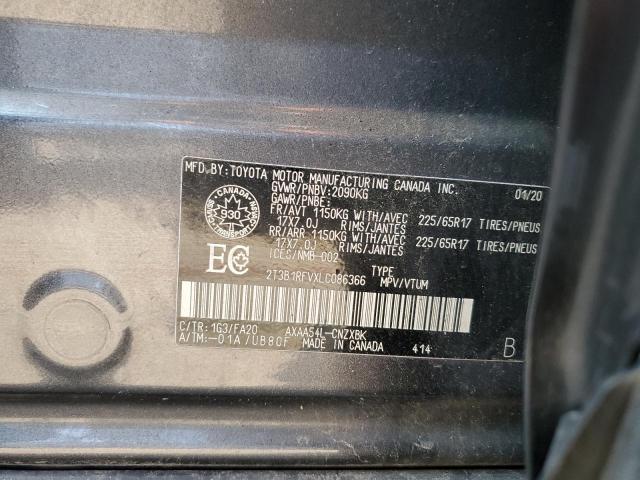 MFD.BY:TOYOTA MOTOR MANUFACTURING CANADA INC. 01/20
GVWR/PNBV:2090KG
GAWR/PNBE:
FR/AVT 1150KG WITH/AVEC 225/65R17 TIRES/PNEUS
17X7.0J RIMS/JANTES
RR/ARR 1150KG WITH/AVEC 225/65R17 TIRES/PNEUS
17X7.0J RIMS/JANTES
ICES/NMB-002
CANADA
930
TRANSPORT
EC
TYPE
2T3B1RFVXLC086366 MPV/VTUM
C/TR: 1G3/FA20 AXAA54L-CNZXBK
A/TM:-01A/UB80F MADE IN CANADA 414
B